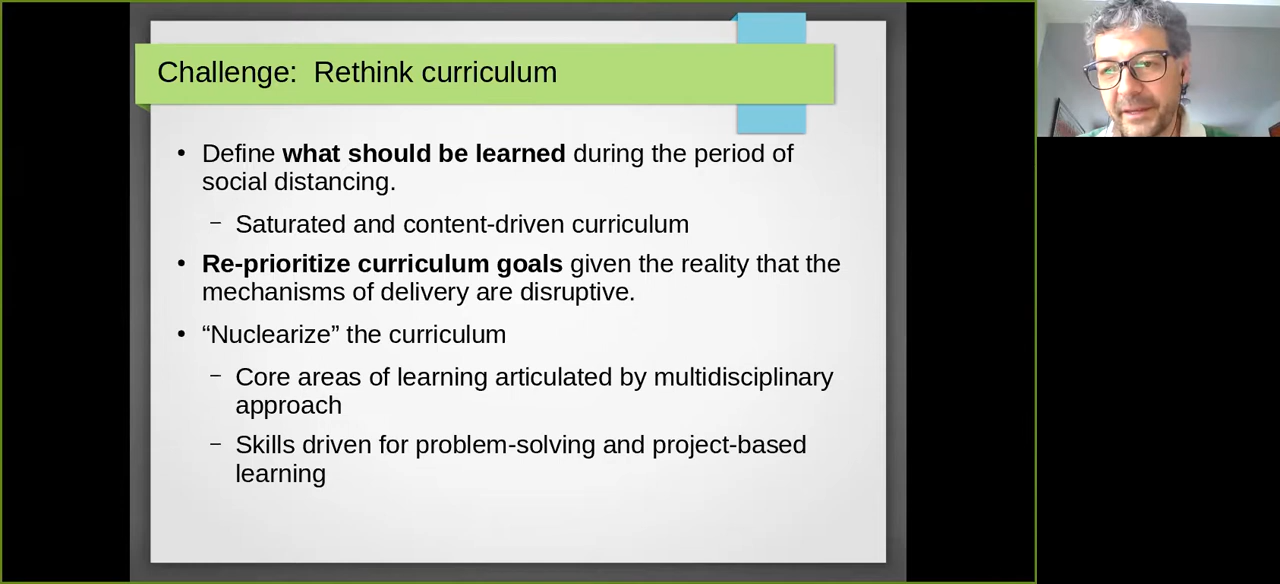 Challenge:  Rethink curriculum
• Define what should be learned during the period of
social distancing.
– Saturated and content-driven curriculum
• Re-prioritize curriculum goals given the reality that the
mechanisms of delivery are disruptive.
• “Nuclearize” the curriculum
– Core areas of learning articulated by multidisciplinary
approach
– Skills driven for problem-solving and project-based
learning